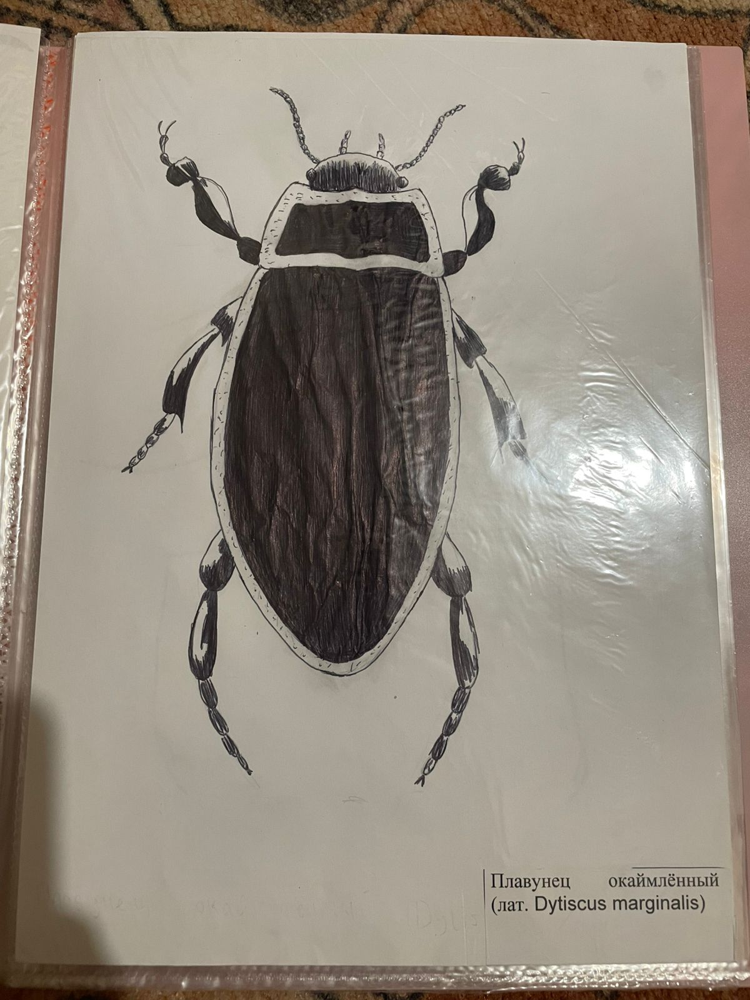 Плавунец окаймлённый
(лат. Dytiscus marginalis)